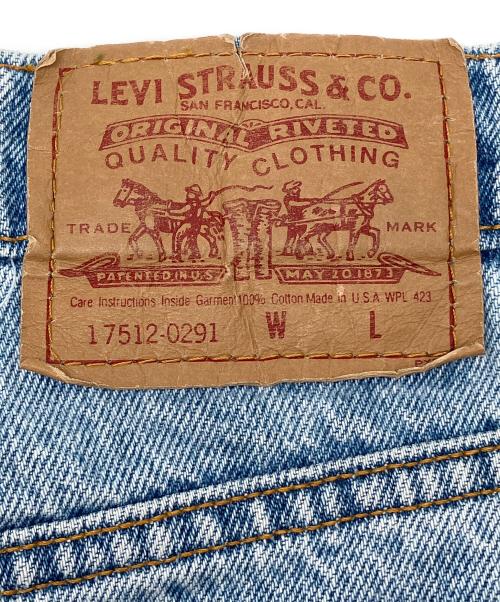 LEVI STRAUSS & CO.
SAN FRANCISCO, CAL.
ORIGINAL RIVETED
QUALITY CLOTHING
TRADE MARK
PATENTED IN U.S. MAY 20.1873
Care Instructions Inside Garment 100% Cotton Made in U.S.A. WPL 423
17512-0291 W L